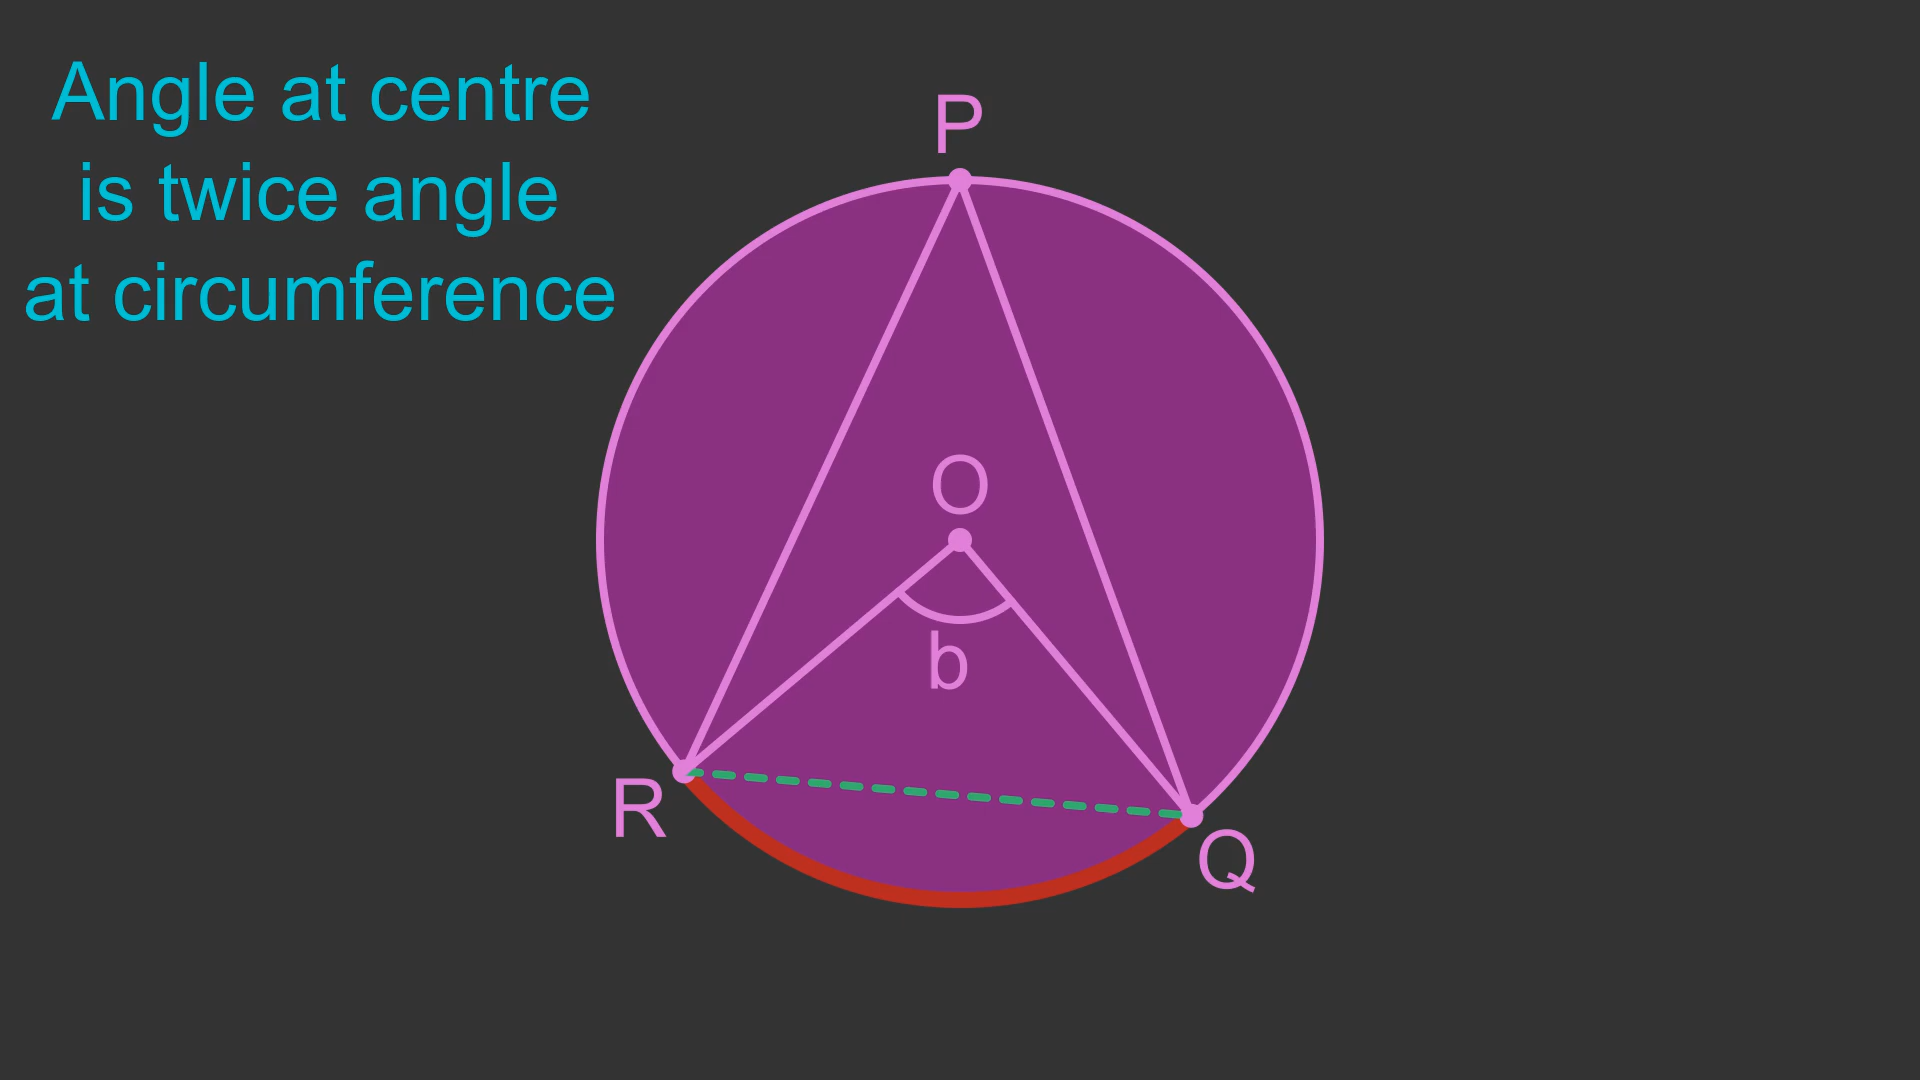 Angle at centre
is twice angle
at circumference
P
O
b
R
Q